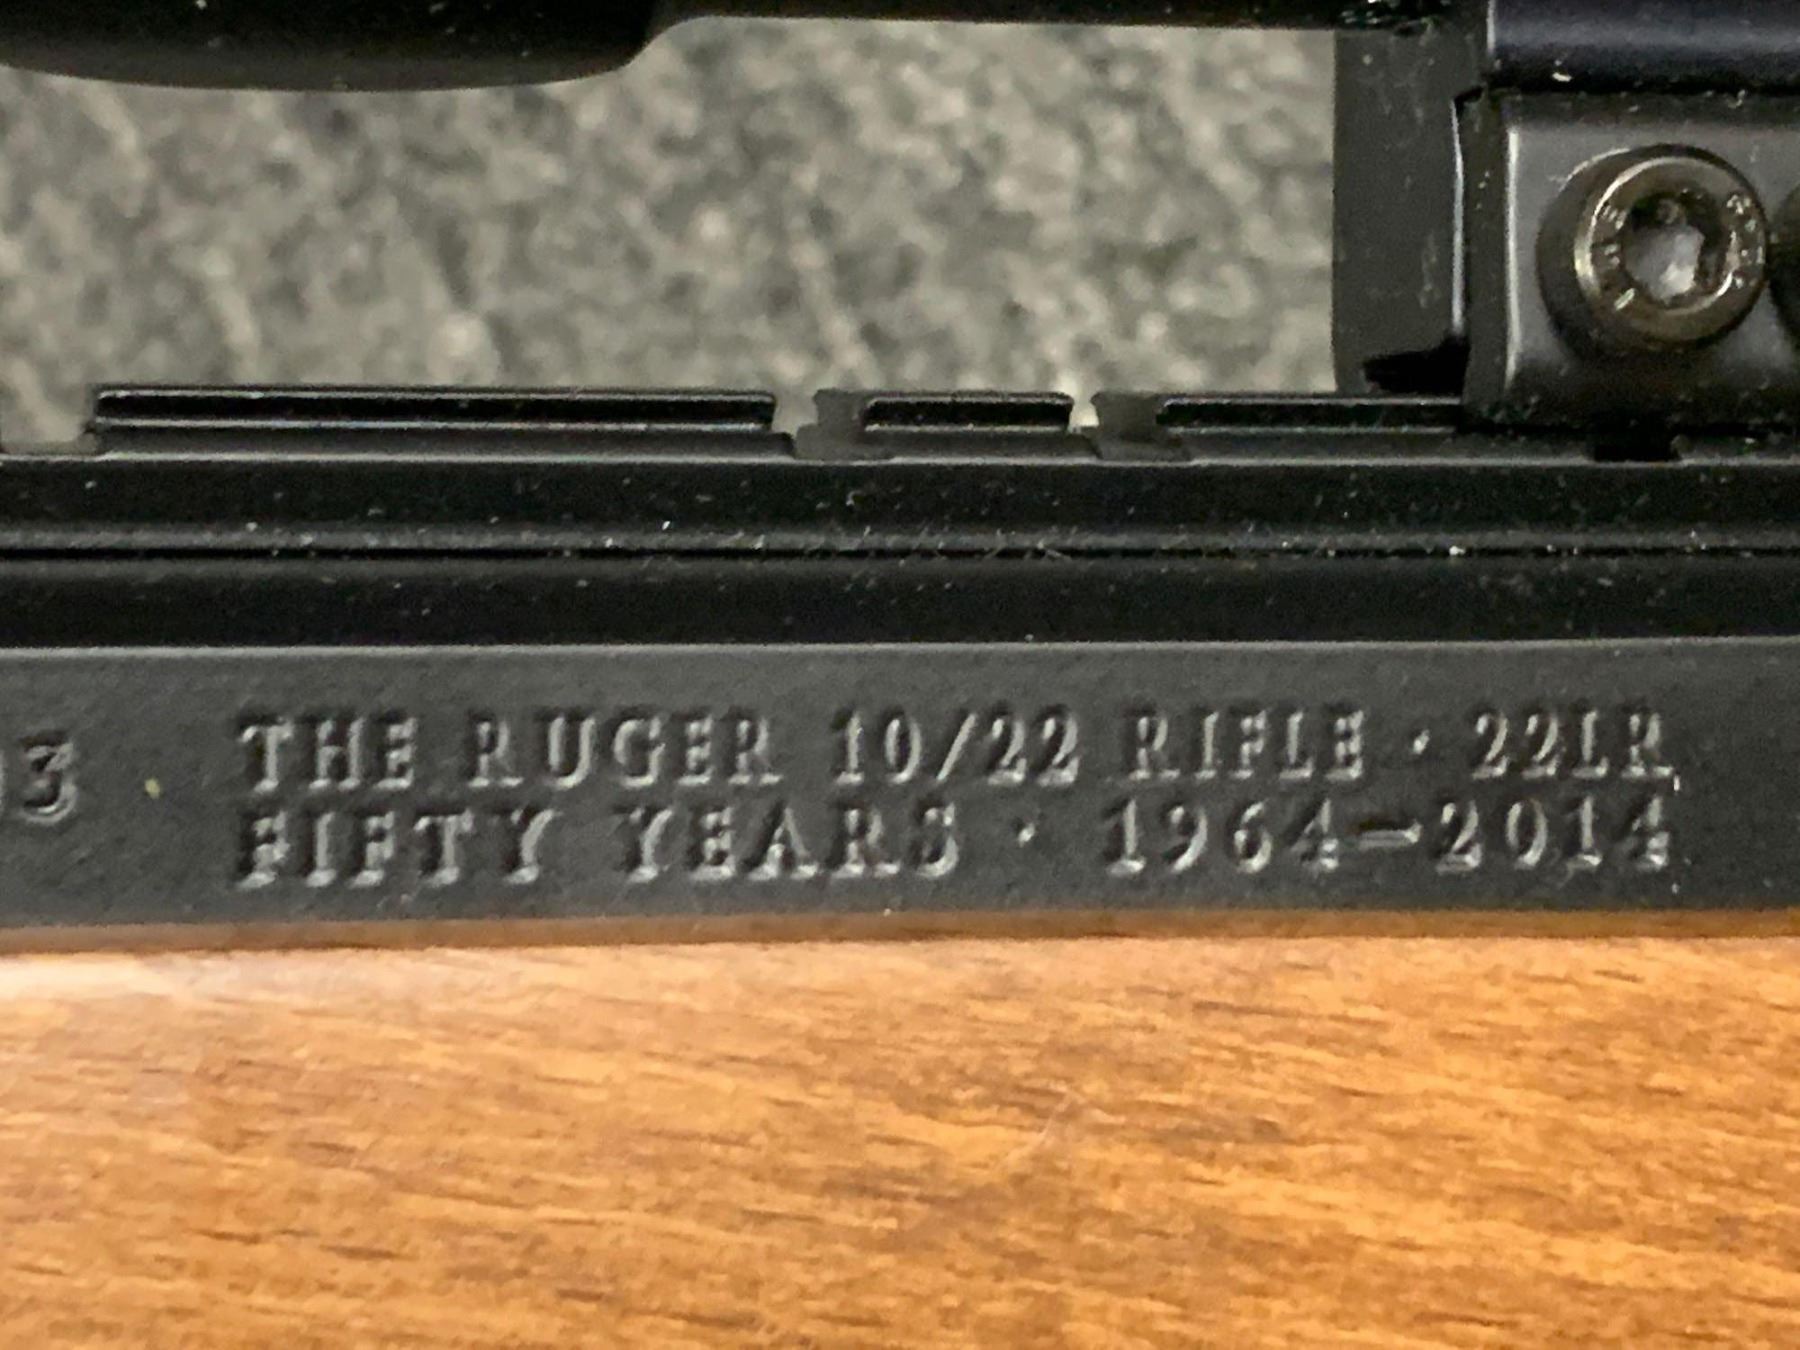 THE RUGER 10/22 RIFLE · 22LR
FIFTY YEARS · 1964-2014